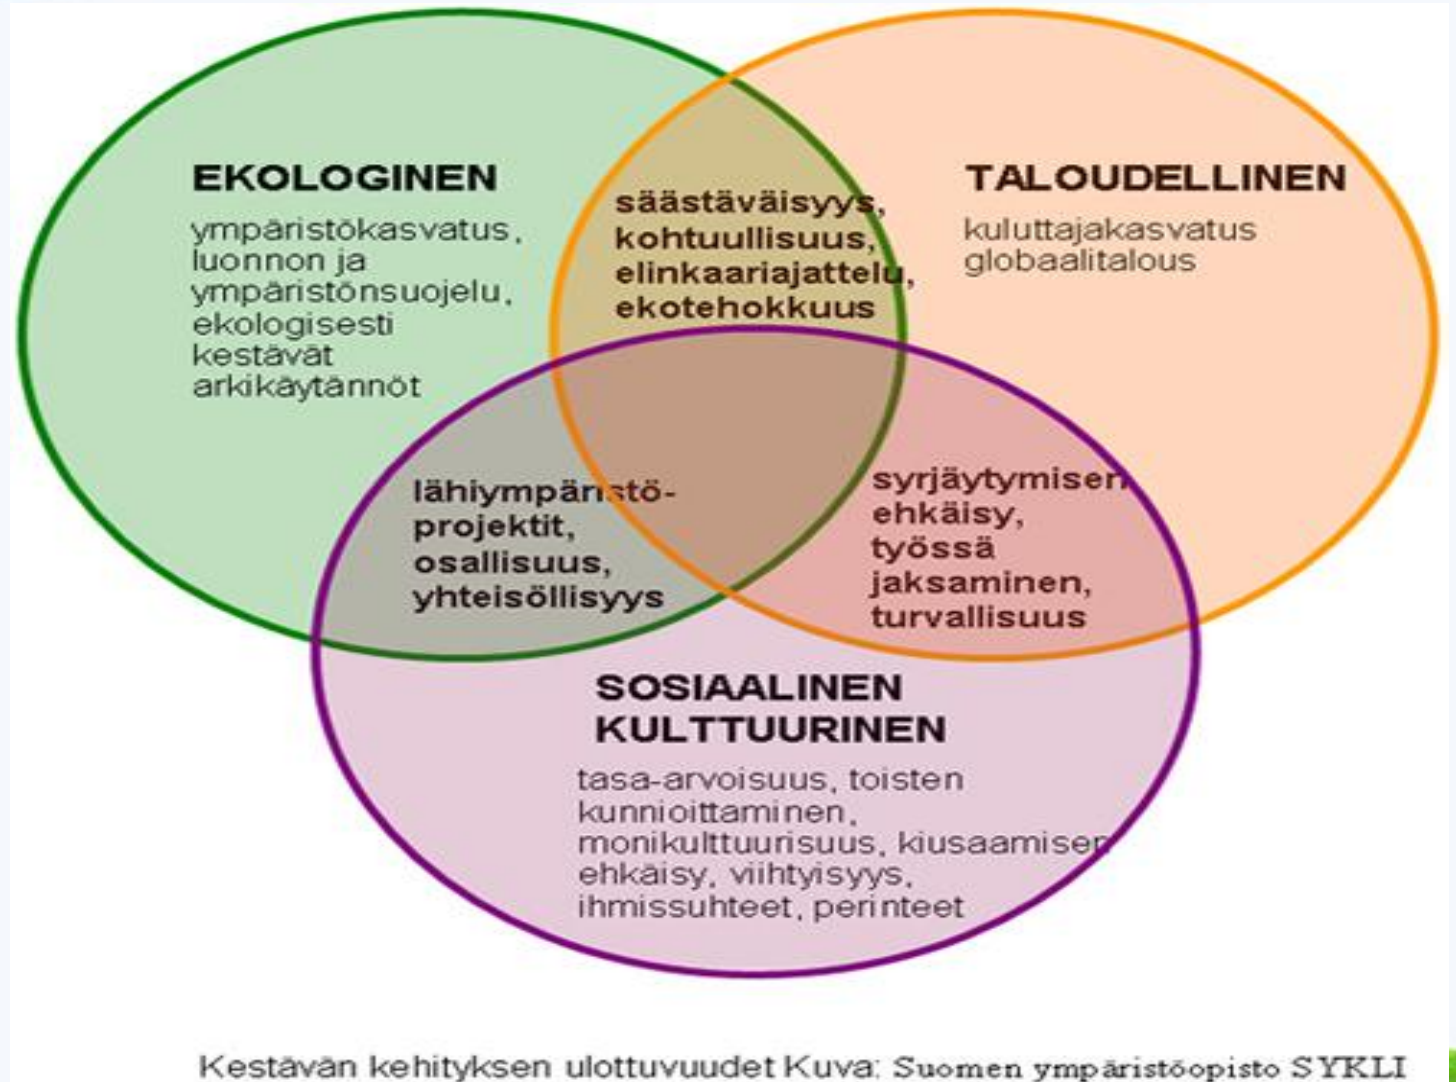 EKOLOGINEN
ympäristökasvatus,
luonnon ja
ympäristönsuojelu,
ekologisesti
kestävät
arkikäytännöt
säästäväisyys,
kohtuullisuus,
elinkaariajattelu,
ekotehokkuus
TALOUDELLINEN
kuluttajakasvatus
globaalitalous
lähiympäristö-
projektit,
osallisuus,
yhteisöllisyys
syrjäytymisen
ehkäisy,
työssä
jaksaminen,
turvallisuus
SOSIAALINEN
KULTTUURINEN
tasa-arvoisuus, toisten
kunnioittaminen,
monikulttuurisuus, kiusaamisen
ehkäisy, viihtyisyys,
ihmissuhteet, perinteet
Kestävän kehityksen ulottuvuudet Kuva: Suomen ympäristöopisto SYKLI